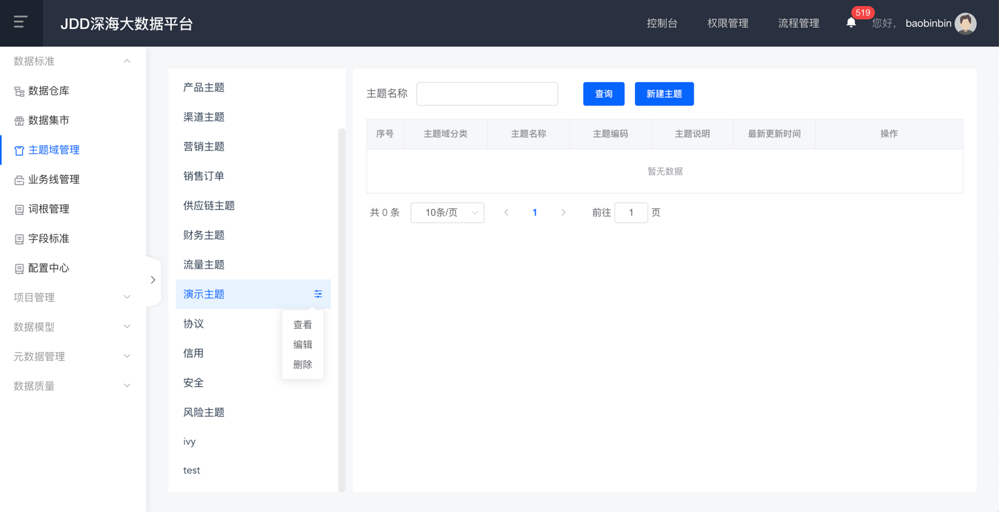 JDD深海大数据平台
控制台 权限管理 流程管理 519 您好， baobinbin
数据标准
数据仓库
数据集市
主题域管理
业务线管理
词根管理
字段标准
配置中心
项目管理
数据模型
元数据管理
数据质量
产品主题
渠道主题
营销主题
销售订单
供应链主题
财务主题
流量主题
演示主题
协议
信用
安全
风险主题
ivy
test
查看
编辑
删除
主题名称 查询 新建主题
序号 主题域分类 主题名称 主题编码 主题说明 最新更新时间 操作
暂无数据
共 0 条 10条/页 1 前往 1 页